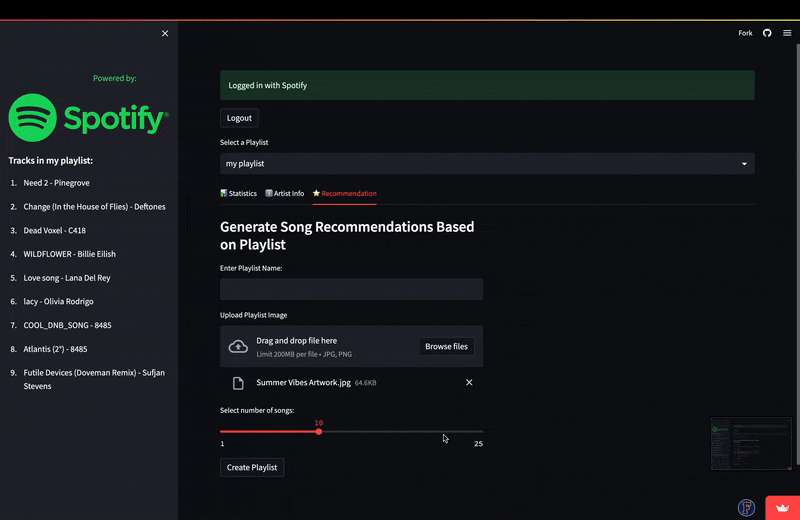 Fork
Powered by:
Spotify®
Tracks in my playlist:
1. Need 2 - Pinegrove
2. Change (In the House of Flies) - Deftones
3. Dead Voxel - C418
4. WILDFLOWER - Billie Eilish
5. Love song - Lana Del Rey
6. lacy - Olivia Rodrigo
7. COOL_DNB_SONG - 8485
8. Atlantis (2°) - 8485
9. Futile Devices (Doveman Remix) - Sufjan
Stevens
Logged in with Spotify
Logout
Select a Playlist
my playlist
Statistics Artist Info Recommendation
Generate Song Recommendations Based
on Playlist
Enter Playlist Name:
Upload Playlist Image
Drag and drop file here
Limit 200MB per file • JPG, PNG
Browse files
Summer Vibes Artwork.jpg 64.6KB
Select number of songs:
10
1 25
Create Playlist